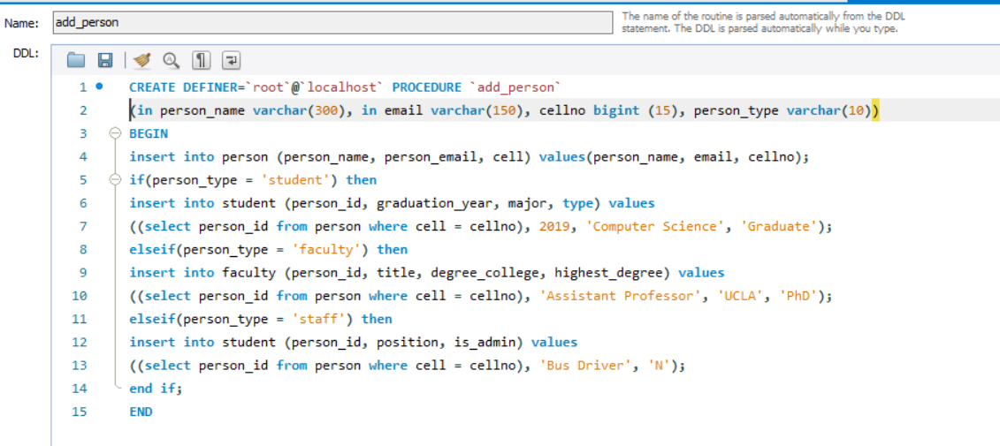 Name: add_person The name of the routine is parsed automatically from the DDL
statement. The DDL is parsed automatically while you type.
DDL:
1 CREATE DEFINER=`root`@`localhost` PROCEDURE `add_person`
2 (in person_name varchar(300), in email varchar(150), cellno bigint (15), person_type varchar(10))
3 BEGIN
4 insert into person (person_name, person_email, cell) values(person_name, email, cellno);
5 if(person_type = 'student') then
6 insert into student (person_id, graduation_year, major, type) values
7 ((select person_id from person where cell = cellno), 2019, 'Computer Science', 'Graduate');
8 elseif(person_type = 'faculty') then
9 insert into faculty (person_id, title, degree_college, highest_degree) values
10 ((select person_id from person where cell = cellno), 'Assistant Professor', 'UCLA', 'PhD');
11 elseif(person_type = 'staff') then
12 insert into student (person_id, position, is_admin) values
13 ((select person_id from person where cell = cellno), 'Bus Driver', 'N');
14 end if;
15 END